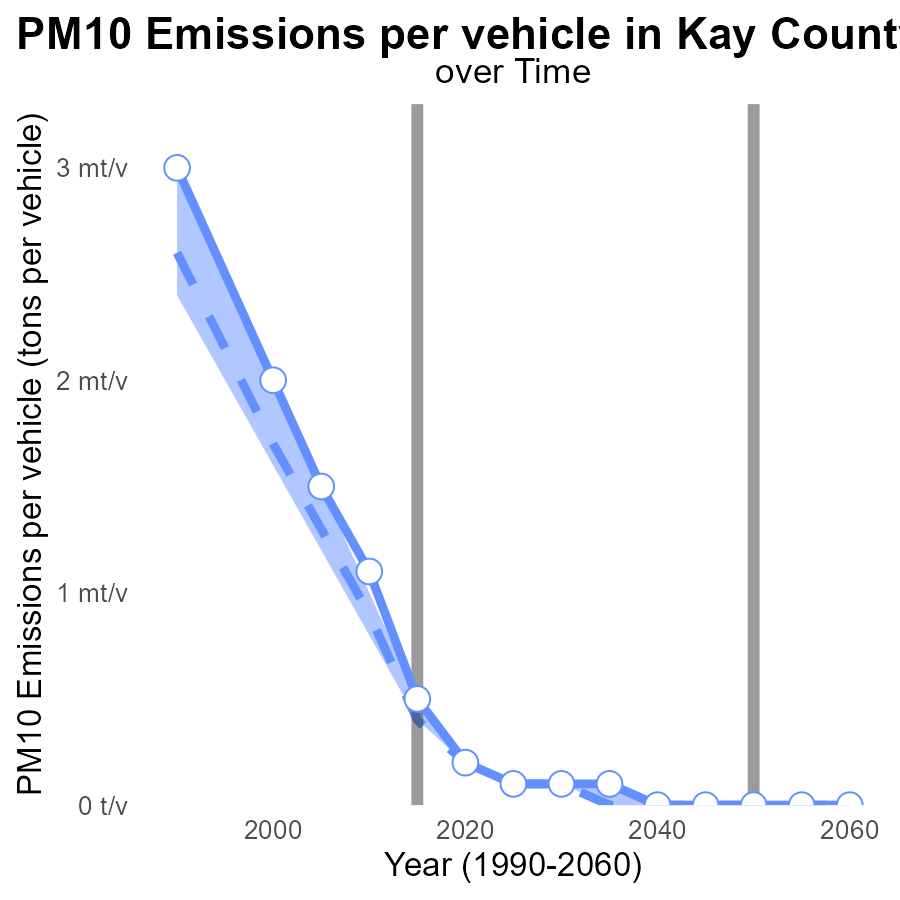 PM10 Emissions per vehicle in Kay County
over Time
PM10 Emissions per vehicle (tons per vehicle)
3 mt/v
2 mt/v
1 mt/v
0 t/v
2000
2020
2040
2060
Year (1990-2060)